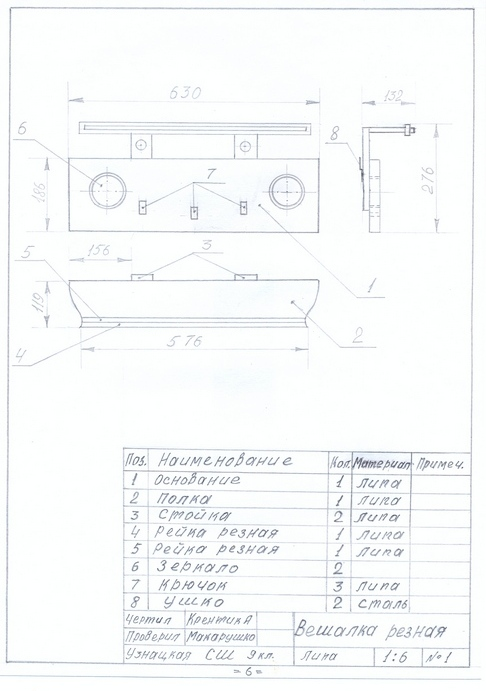 630
132
6
8
7
186
276
156
5
3
1
119
2
4
576
Поз. Наименование Кол. Материал Примеч.
1 Основание 1 липа
2 Полка 1 липа
3 Стойка 2 липа
4 Рейка резная 1 липа
5 Рейка резная 1 липа
6 Зеркало 2
7 Крючок 3 липа
8 Ушко 2 сталь
Чертил Крентик А
Проверил Макарушко
Вешалка резная
Узнацкая СШ 9 кл. Липа 1:6 №1
=6=